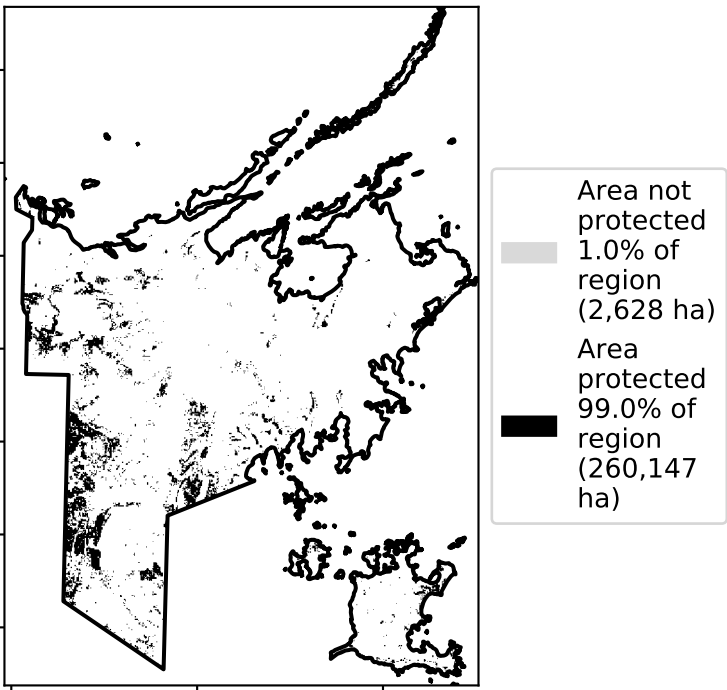 Area not
protected
1.0% of
region
(2,628 ha)
Area
protected
99.0% of
region
(260,147
ha)